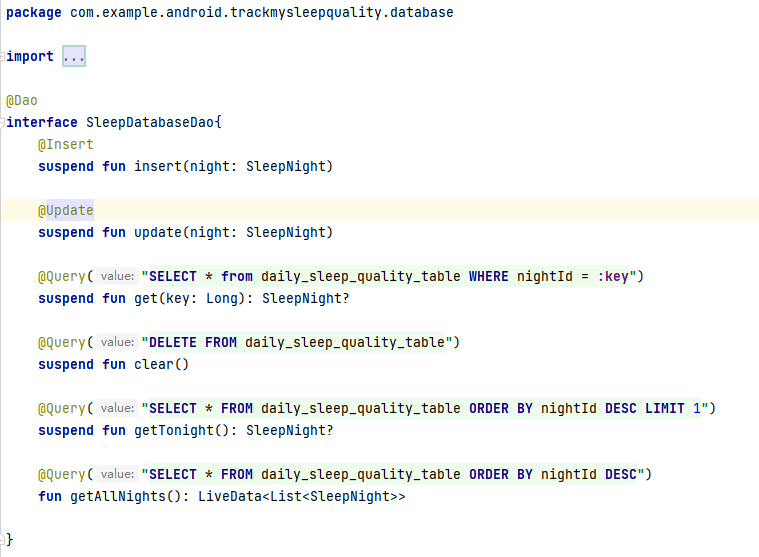 package com.example.android.trackmysleepquality.database
import ...
@Dao
interface SleepDatabaseDao{
@Insert
suspend fun insert(night: SleepNight)
@Update
suspend fun update(night: SleepNight)
@Query( value: "SELECT * from daily_sleep_quality_table WHERE nightId = :key")
suspend fun get(key: Long): SleepNight?
@Query( value: "DELETE FROM daily_sleep_quality_table")
suspend fun clear()
@Query( value: "SELECT * FROM daily_sleep_quality_table ORDER BY nightId DESC LIMIT 1")
suspend fun getTonight(): SleepNight?
@Query( value: "SELECT * FROM daily_sleep_quality_table ORDER BY nightId DESC")
fun getAllNights(): LiveData<List<SleepNight>>
}